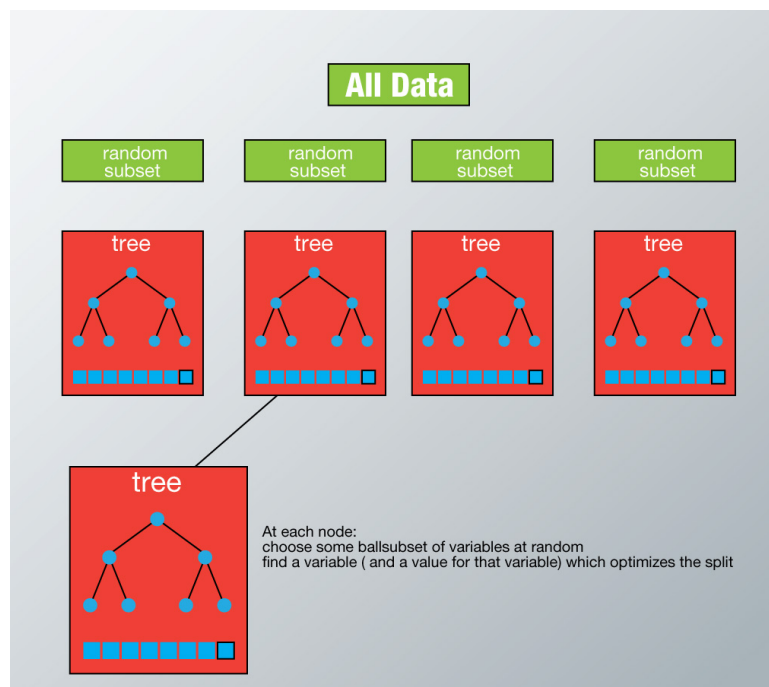 All Data
random
subset
random
subset
random
subset
random
subset
tree
tree
tree
tree
tree
At each node:
choose some ballsubset of variables at random
find a variable ( and a value for that variable) which optimizes the split